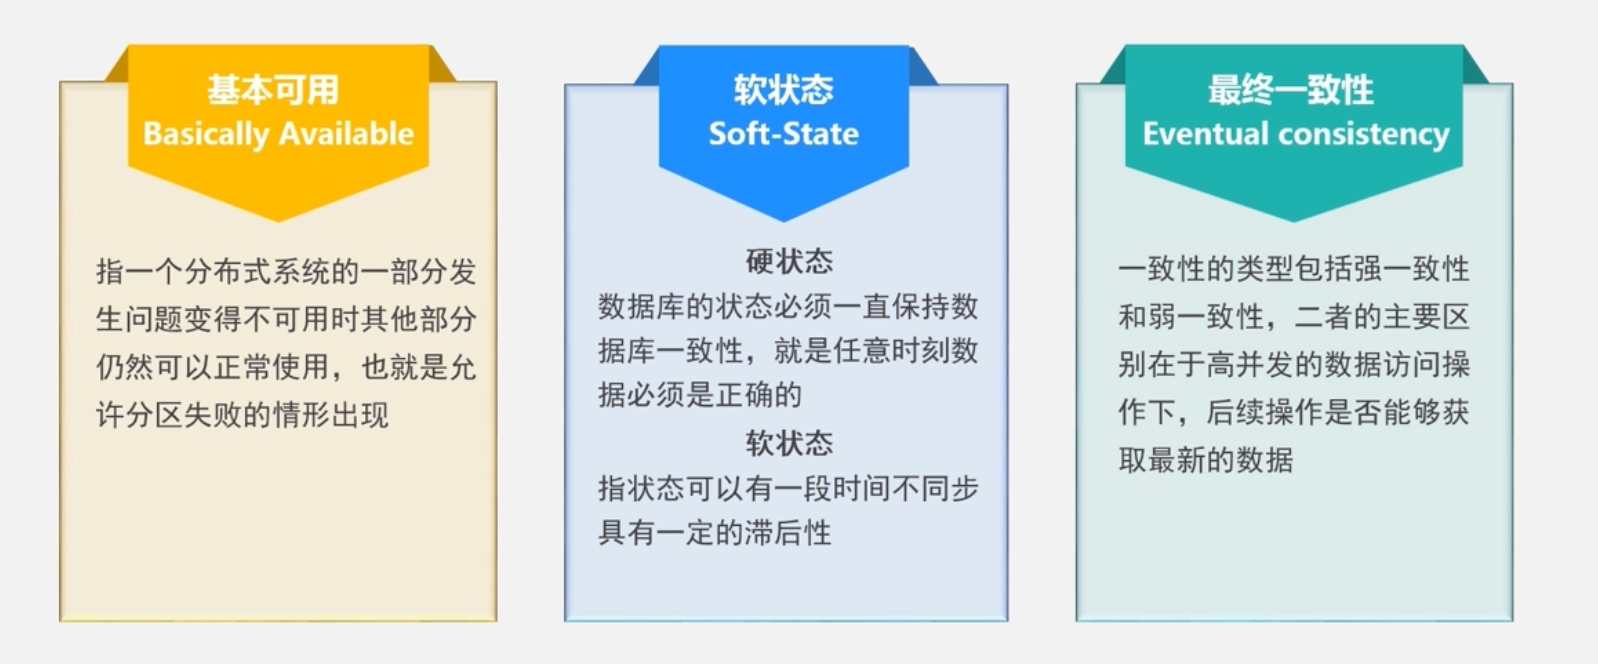 基本可用
Basically Available
指一个分布式系统的一部分发
生问题变得不可用时其他部分
仍然可以正常使用，也就是允
许分区失败的情形出现
软状态
Soft-State
硬状态
数据库的状态必须一直保持数
据库一致性，就是任意时刻数
据必须是正确的
软状态
指状态可以有一段时间不同步
具有一定的滞后性
最终一致性
Eventual consistency
一致性的类型包括强一致性
和弱一致性，二者的主要区
别在于高并发的数据访问操
作下，后续操作是否能够获
取最新的数据